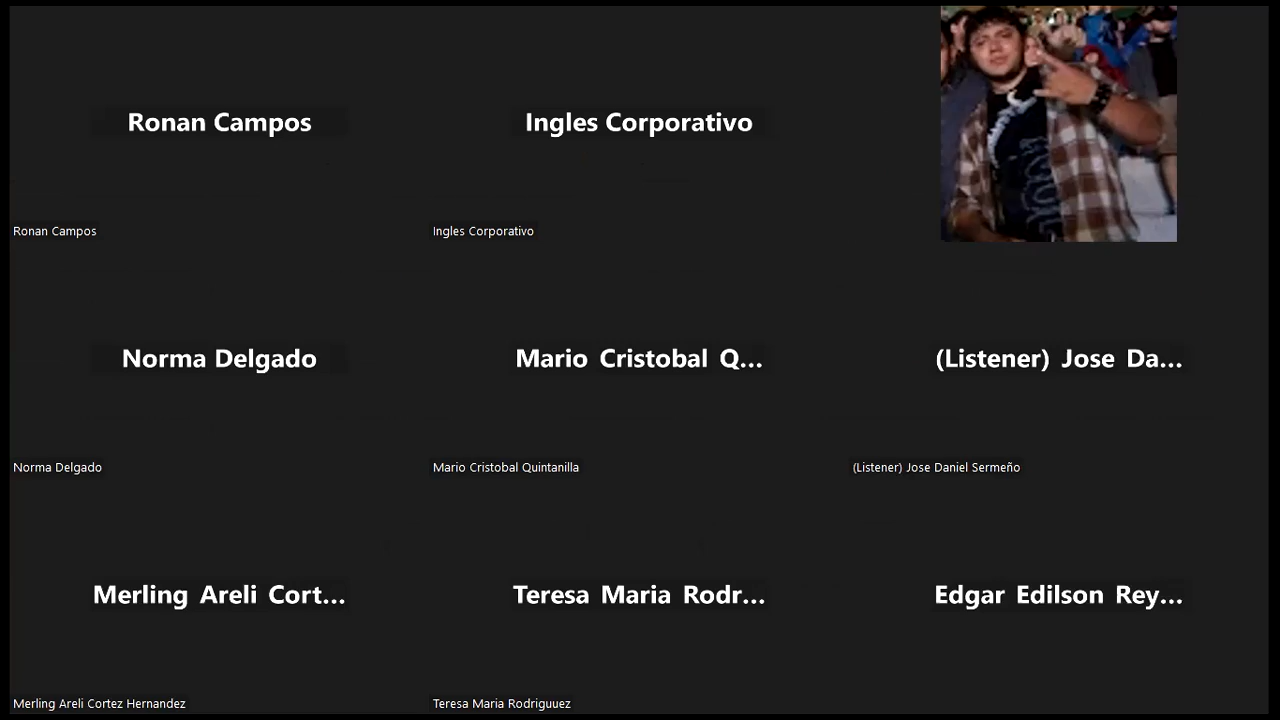 Ronan Campos
Ingles Corporativo
Ronan Campos
Ingles Corporativo
Norma Delgado
Mario Cristobal Q...
(Listener) Jose Da...
Norma Delgado
Mario Cristobal Quintanilla
(Listener) Jose Daniel Sermeño
Merling Areli Cort...
Teresa Maria Rodr...
Edgar Edilson Rey...
Merling Areli Cortez Hernandez
Teresa Maria Rodriguuez